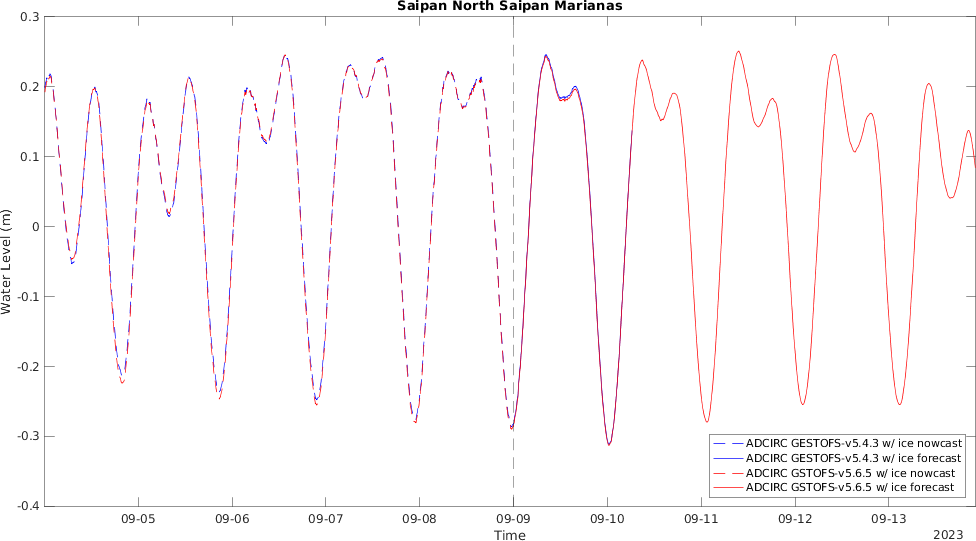 Saipan North Saipan Marianas
0.3
0.2
0.1
0
-0.1
-0.2
-0.3
-0.4
Water Level (m)
ADCIRC GESTOFS-v5.4.3 w/ ice nowcast
ADCIRC GESTOFS-v5.4.3 w/ ice forecast
ADCIRC GSTOFS-v5.6.5 w/ ice nowcast
ADCIRC GSTOFS-v5.6.5 w/ ice forecast
09-05 09-06 09-07 09-08 09-09 09-10 09-11 09-12 09-13
Time
2023